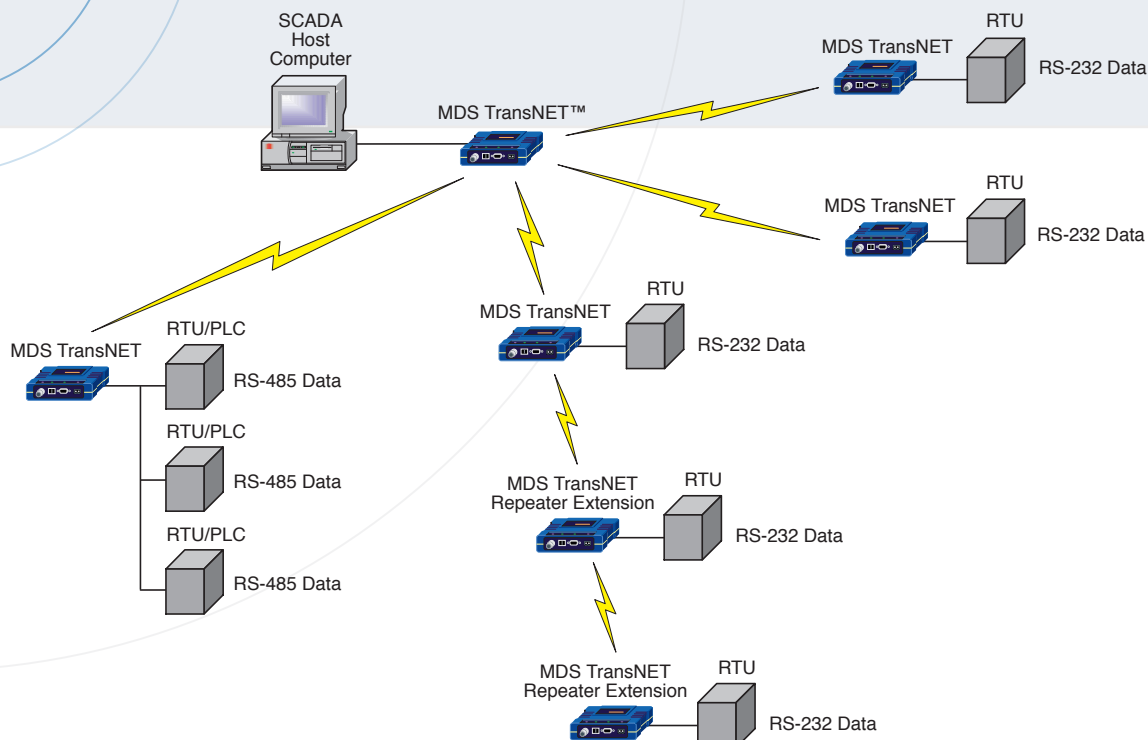 SCADA
Host
Computer
MDS TransNET™
MDS TransNET
RTU
RS-232 Data
MDS TransNET
RTU
RS-232 Data
MDS TransNET
RTU/PLC
RS-485 Data
RTU/PLC
RS-485 Data
RTU/PLC
RS-485 Data
MDS TransNET
RTU
RS-232 Data
MDS TransNET
Repeater Extension
RTU
RS-232 Data
MDS TransNET
Repeater Extension
RTU
RS-232 Data